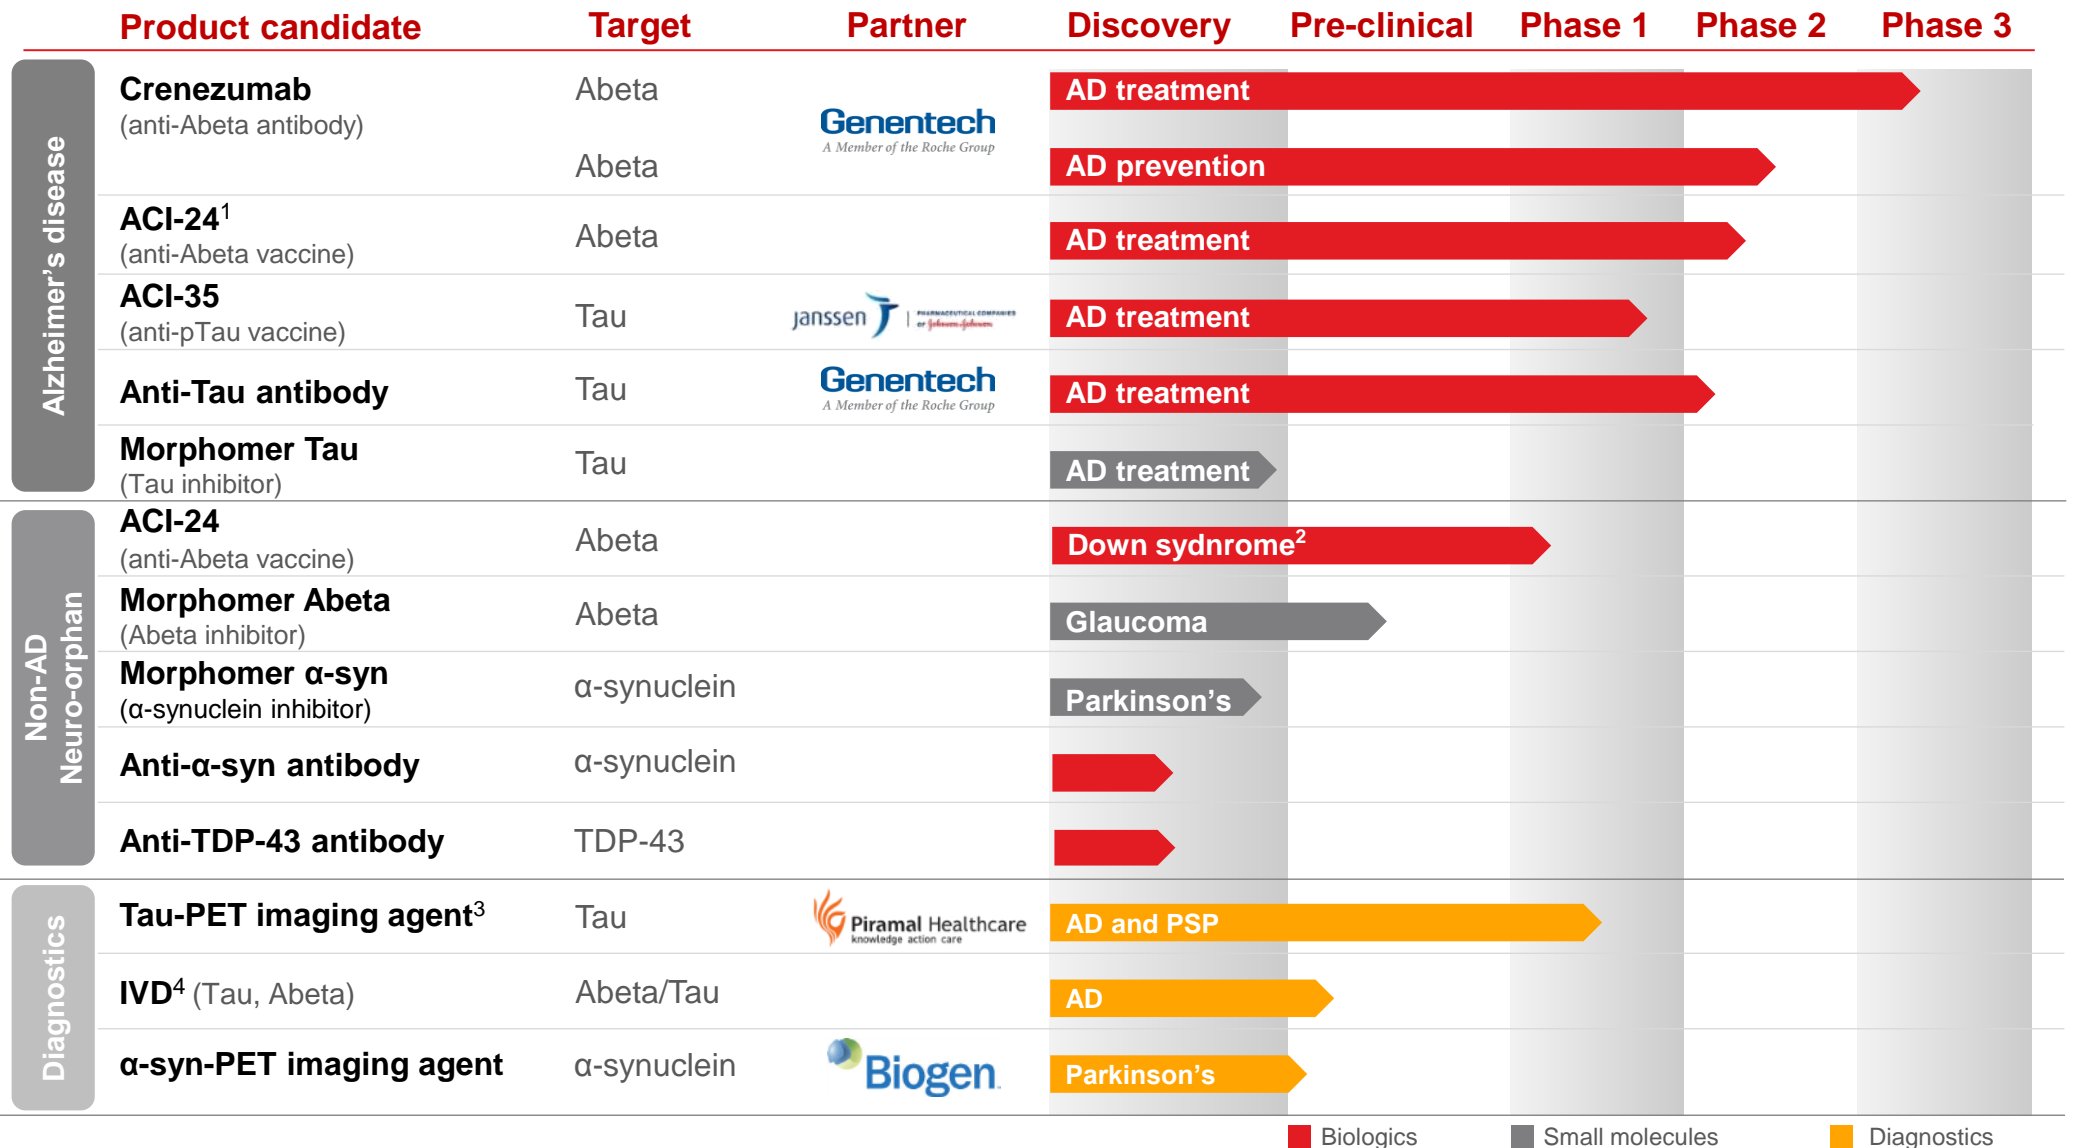 Product candidate Target Partner Discovery Pre-clinical Phase 1 Phase 2 Phase 3
Alzheimer's disease
Crenezumab Abeta AD treatment
(anti-Abeta antibody)
Genentech
A Member of the Roche Group
Abeta AD prevention
ACI-24¹ Abeta AD treatment
(anti-Abeta vaccine)
ACI-35 Tau AD treatment
(anti-pTau vaccine)
janssen PHARMACEUTICAL COMPANIES
OF Johnson & Johnson
Anti-Tau antibody Tau Genentech AD treatment
A Member of the Roche Group
Morphomer Tau Tau AD treatment
(Tau inhibitor)
Non-AD
Neuro-orphan
ACI-24 Abeta Down sydnrome²
(anti-Abeta vaccine)
Morphomer Abeta Abeta Glaucoma
(Abeta inhibitor)
Morphomer α-syn α-synuclein Parkinson's
(α-synuclein inhibitor)
Anti-α-syn antibody α-synuclein
Anti-TDP-43 antibody TDP-43
Diagnostics
Tau-PET imaging agent³ Tau Piramal Healthcare AD and PSP
knowledge action care
IVD⁴ (Tau, Abeta) Abeta/Tau AD
α-syn-PET imaging agent α-synuclein Biogen Parkinson's
Biologics Small molecules Diagnostics